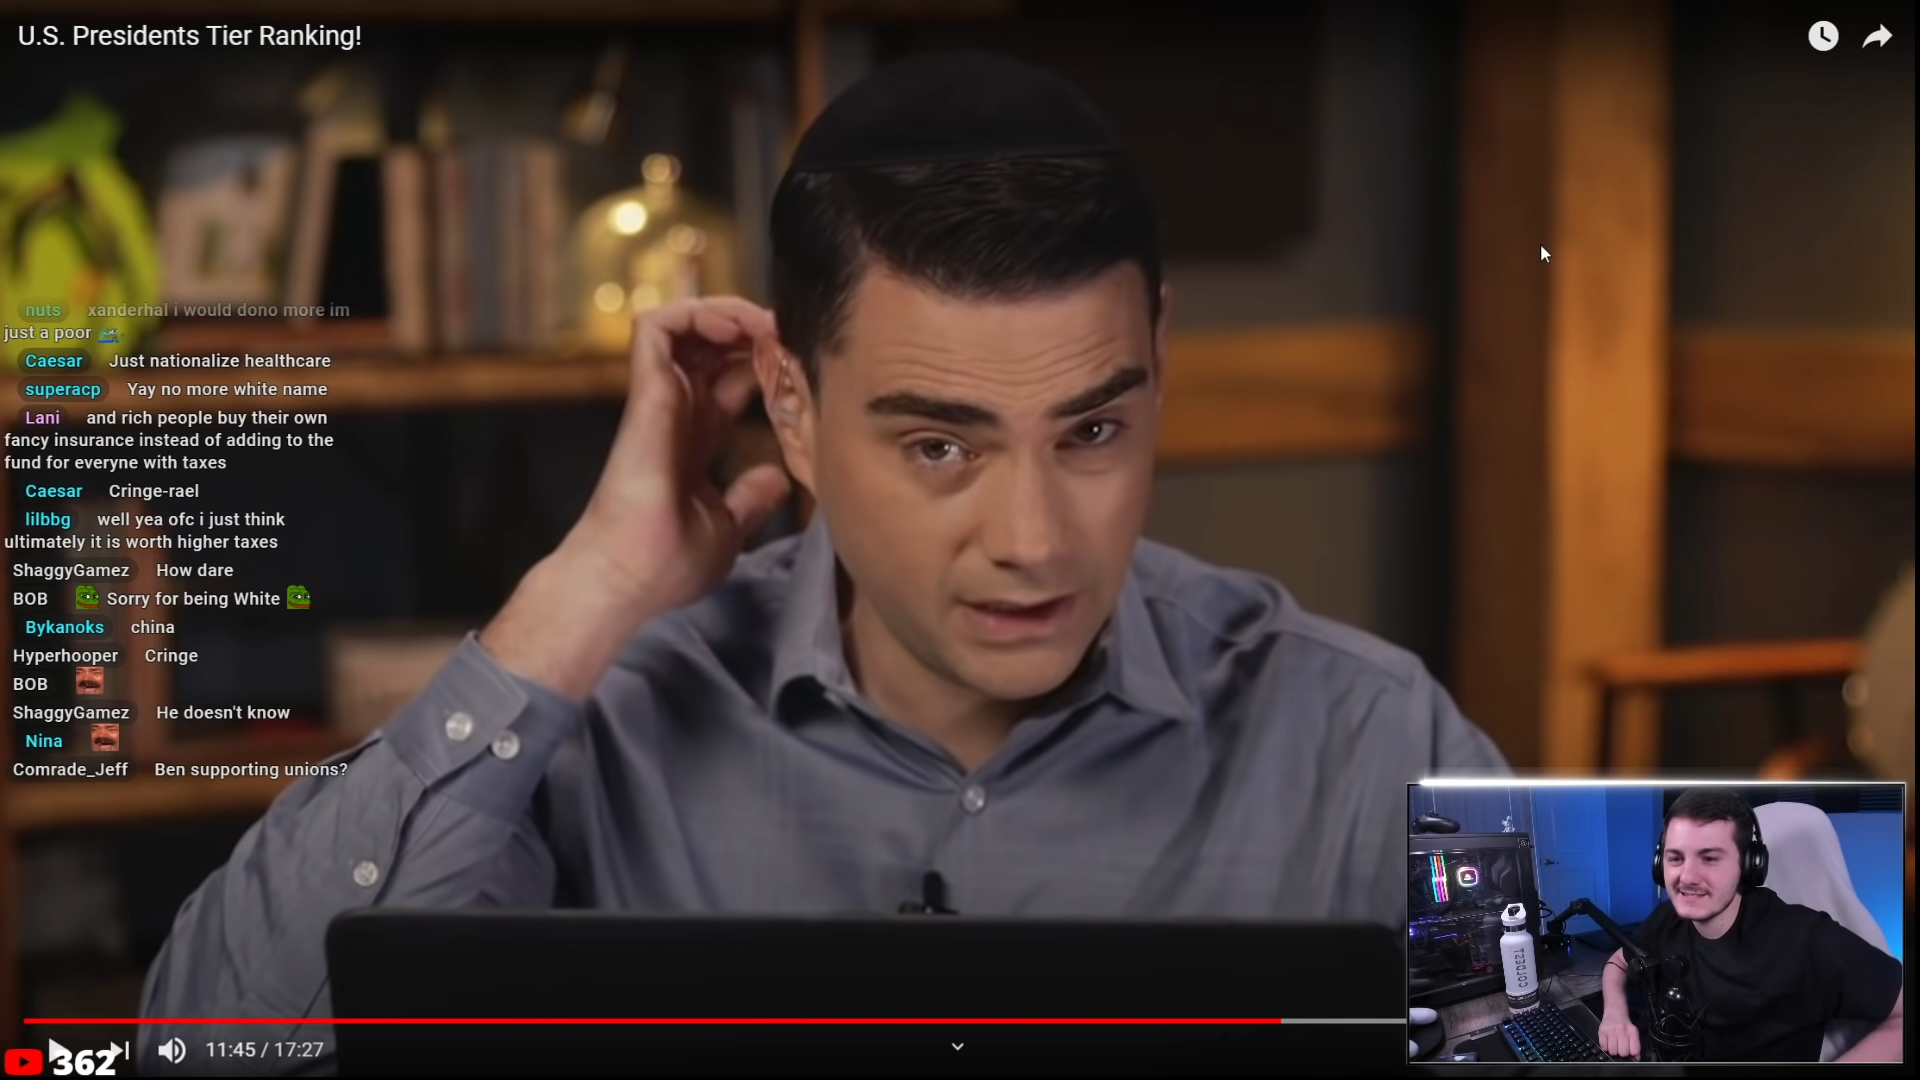 U.S. Presidents Tier Ranking!
nuts xanderhal i would dono more im
just a poor
Caesar Just nationalize healthcare
superacp Yay no more white name
Lani and rich people buy their own
fancy insurance instead of adding to the
fund for everyne with taxes
Caesar Cringe-rael
lilbbg well yea ofc i just think
ultimately it is worth higher taxes
ShaggyGamez How dare
BOB Sorry for being White
Bykanoks china
Hyperhooper Cringe
BOB
ShaggyGamez He doesn't know
Nina
Comrade_Jeff Ben supporting unions?
COLDEST
11:45 / 17:27
362